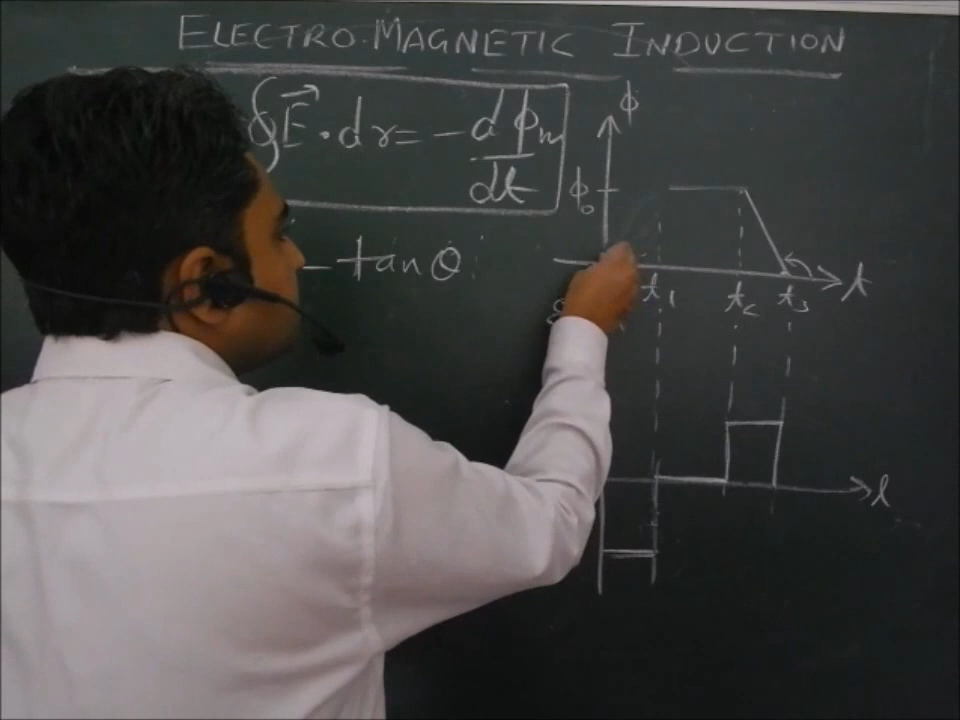 ELECTRO-MAGNETIC INDUCTION
∮E⃗·dr = -dϕm/dt
ϕ
ϕ₀
- tanθ
t
t₁ t₂ t₃
t